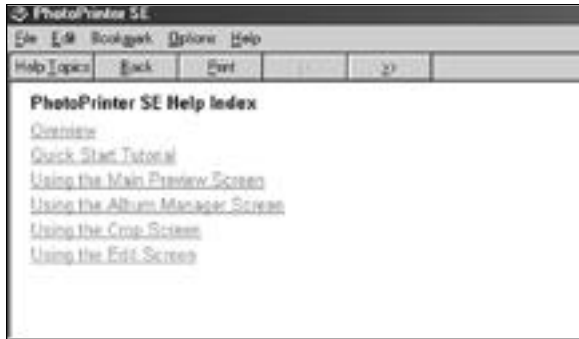 PhotoPrinter SE
File Edit Bookmark Options Help
Help Topics Back Print >>
PhotoPrinter SE Help Index
Overview
Quick Start Tutorial
Using the Main Preview Screen
Using the Album Manager Screen
Using the Crop Screen
Using the Edit Screen